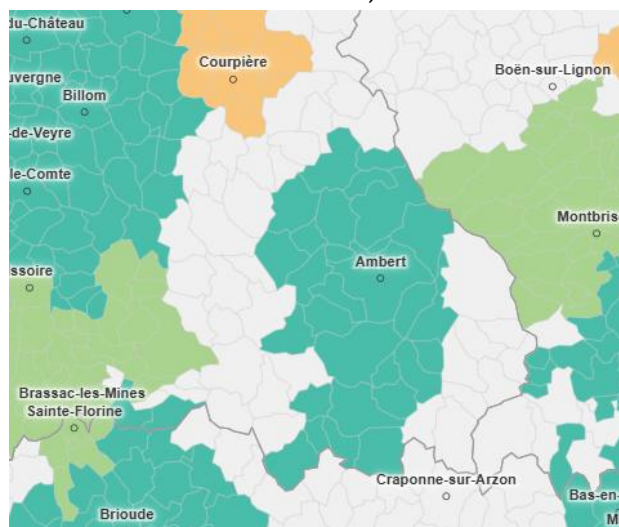 du-Château
Courpière
Boën-sur-Lignon
uvergne
Billom
-de-Veyre
le-Comte
Montbris
Ambert
ssoire
Brassac-les-Mines
Sainte-Florine
Craponne-sur-Arzon
Bas-en-
Brioude
M